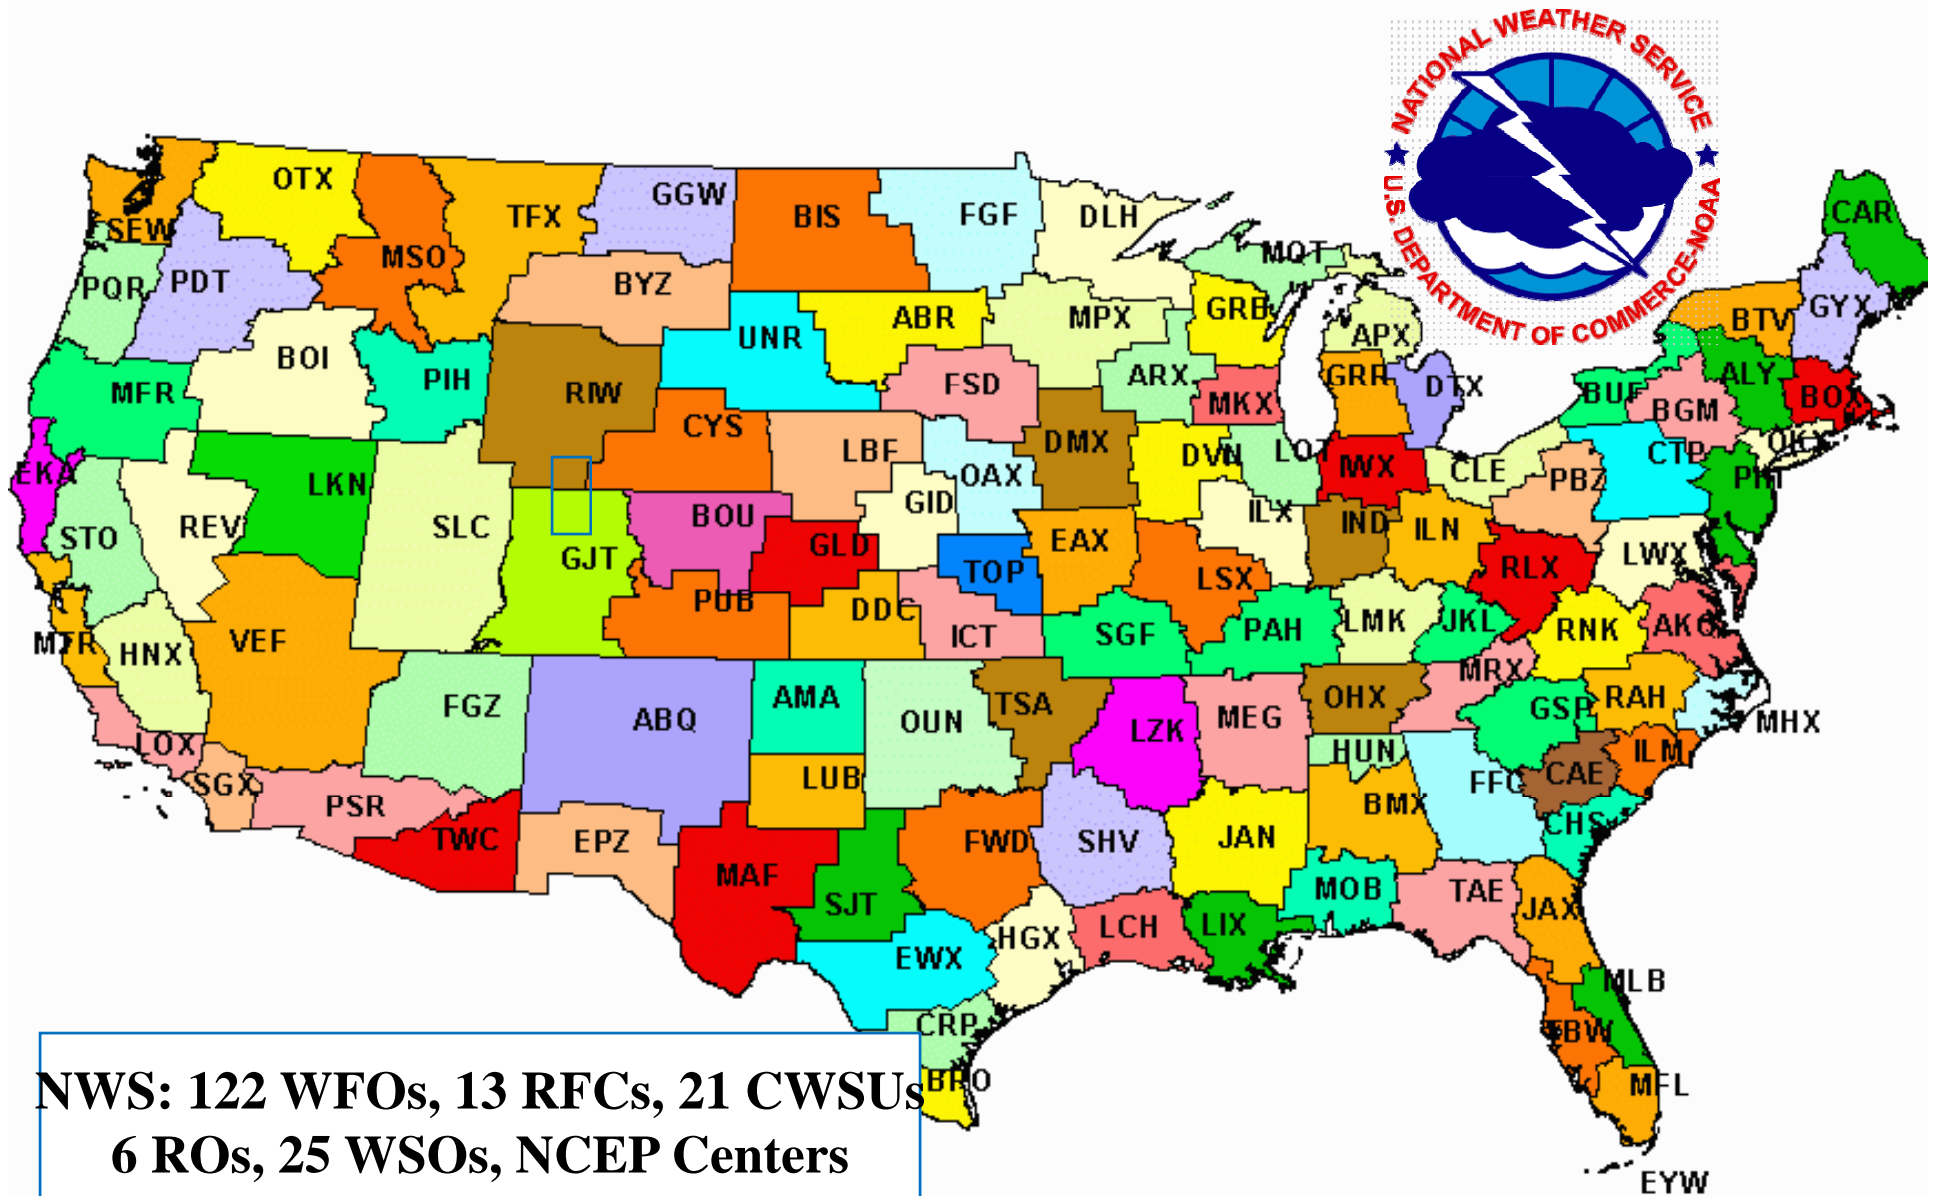 NATIONAL WEATHER SERVICE
U.S. DEPARTMENT OF COMMERCE-NOAA
OTX
GGW
TFX
BIS
FGF
DLH
CAR
SEW
MSO
MQT
PQR
PDT
BYZ
GRB
GYX
ABR
MPX
UNR
APX
BTV
BOI
MFR
PIH
RIW
FSD
ARX
MKX
GRR
DTX
BUF
BGM
ALY
BOX
CYS
LBF
DMX
DVN
LOT
IWX
CLE
CTP
OKX
EKA
LKN
OAX
PBZ
PHI
STO
REV
SLC
GID
BOU
ILX
IND
ILN
GJT
GLD
TOP
EAX
LSX
RLX
LWX
PUB
DDC
ICT
MTR
HNX
VEF
SGF
PAH
LMK
JKL
RNK
AKQ
MRX
FGZ
ABQ
AMA
OUN
TSA
LZK
MEG
OHX
GSP
RAH
MHX
LOX
HUN
ILM
SGX
LUB
FFC
CAE
PSR
BMX
TWC
EPZ
FWD
SHV
JAN
CHS
MAF
SJT
MOB
TAE
JAX
HGX
LCH
LIX
EWX
MLB
CRP
TBW
BRO
MFL
EYW
NWS: 122 WFOs, 13 RFCs, 21 CWSUs
6 ROs, 25 WSOs, NCEP Centers